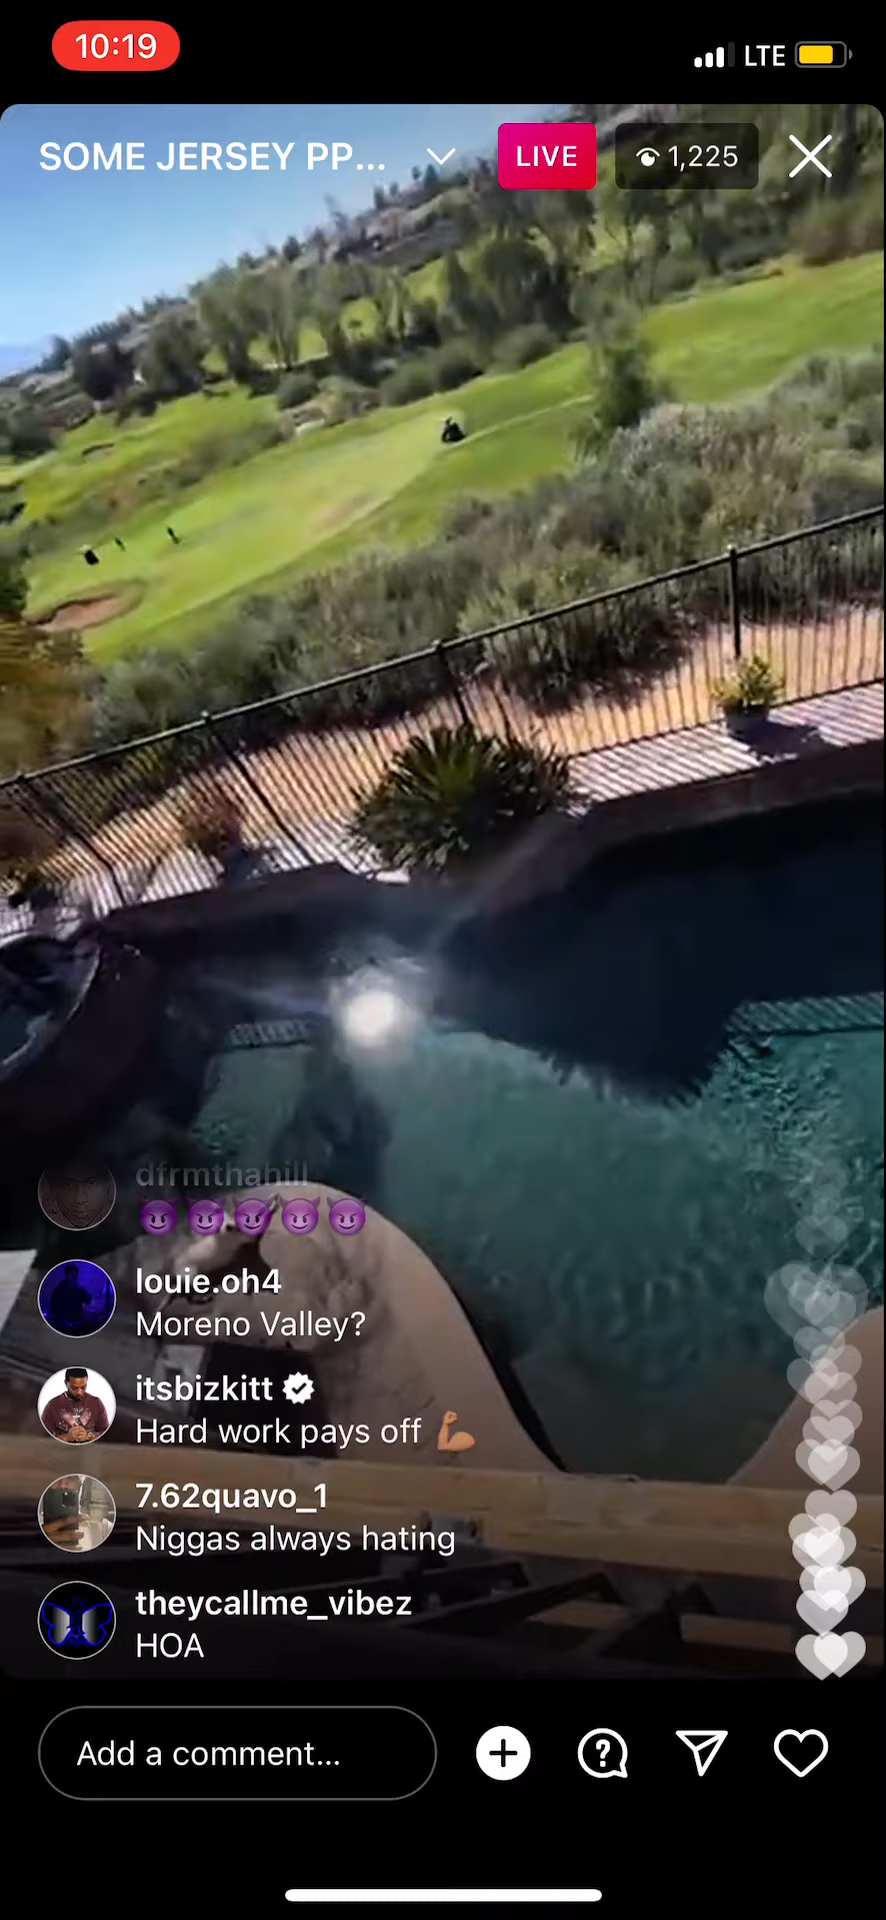 10:19
LTE
SOME JERSEY PP...
LIVE
1,225
dfrmthahill
😈😈😈😈😈
louie.oh4
Moreno Valley?
itsbizkitt
Hard work pays off 💪🏼
7.62quavo_1
Niggas always hating
theycallme_vibez
HOA
Add a comment...